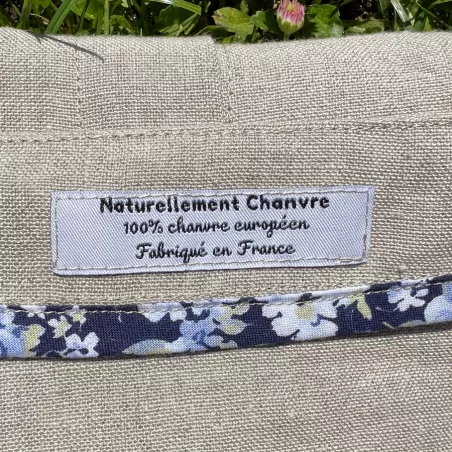 Naturellement Chanvre
100% chanvre européen
Fabriqué en France